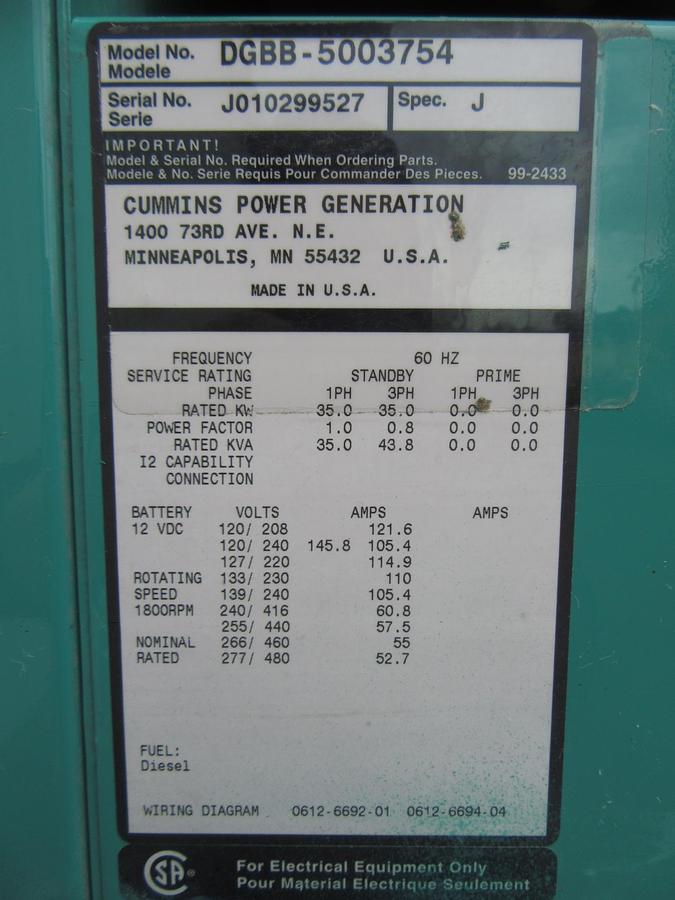 Model No. DGBB-5003754
Modele
Serial No. J010299527 Spec. J
Serie
IMPORTANT!
Model & Serial No. Required When Ordering Parts.
Modele & No. Serie Requis Pour Commander Des Pieces. 99-2433
CUMMINS POWER GENERATION
1400 73RD AVE. N.E.
MINNEAPOLIS, MN 55432 U.S.A.
MADE IN U.S.A.
FREQUENCY 60 HZ
SERVICE RATING STANDBY PRIME
PHASE 1PH 3PH 1PH 3PH
RATED KW 35.0 35.0 0.0 0.0
POWER FACTOR 1.0 0.8 0.0 0.0
RATED KVA 35.0 43.8 0.0 0.0
I2 CAPABILITY
CONNECTION
BATTERY VOLTS AMPS AMPS
12 VDC 120/ 208 121.6
120/ 240 145.8 105.4
127/ 220 114.9
ROTATING 133/ 230 110
SPEED 139/ 240 105.4
1800RPM 240/ 416 60.8
255/ 440 57.5
NOMINAL 266/ 460 55
RATED 277/ 480 52.7
FUEL:
Diesel
WIRING DIAGRAM 0612-6692-01 0612-6694-04
CSA® For Electrical Equipment Only
Pour Material Electrique Seulement